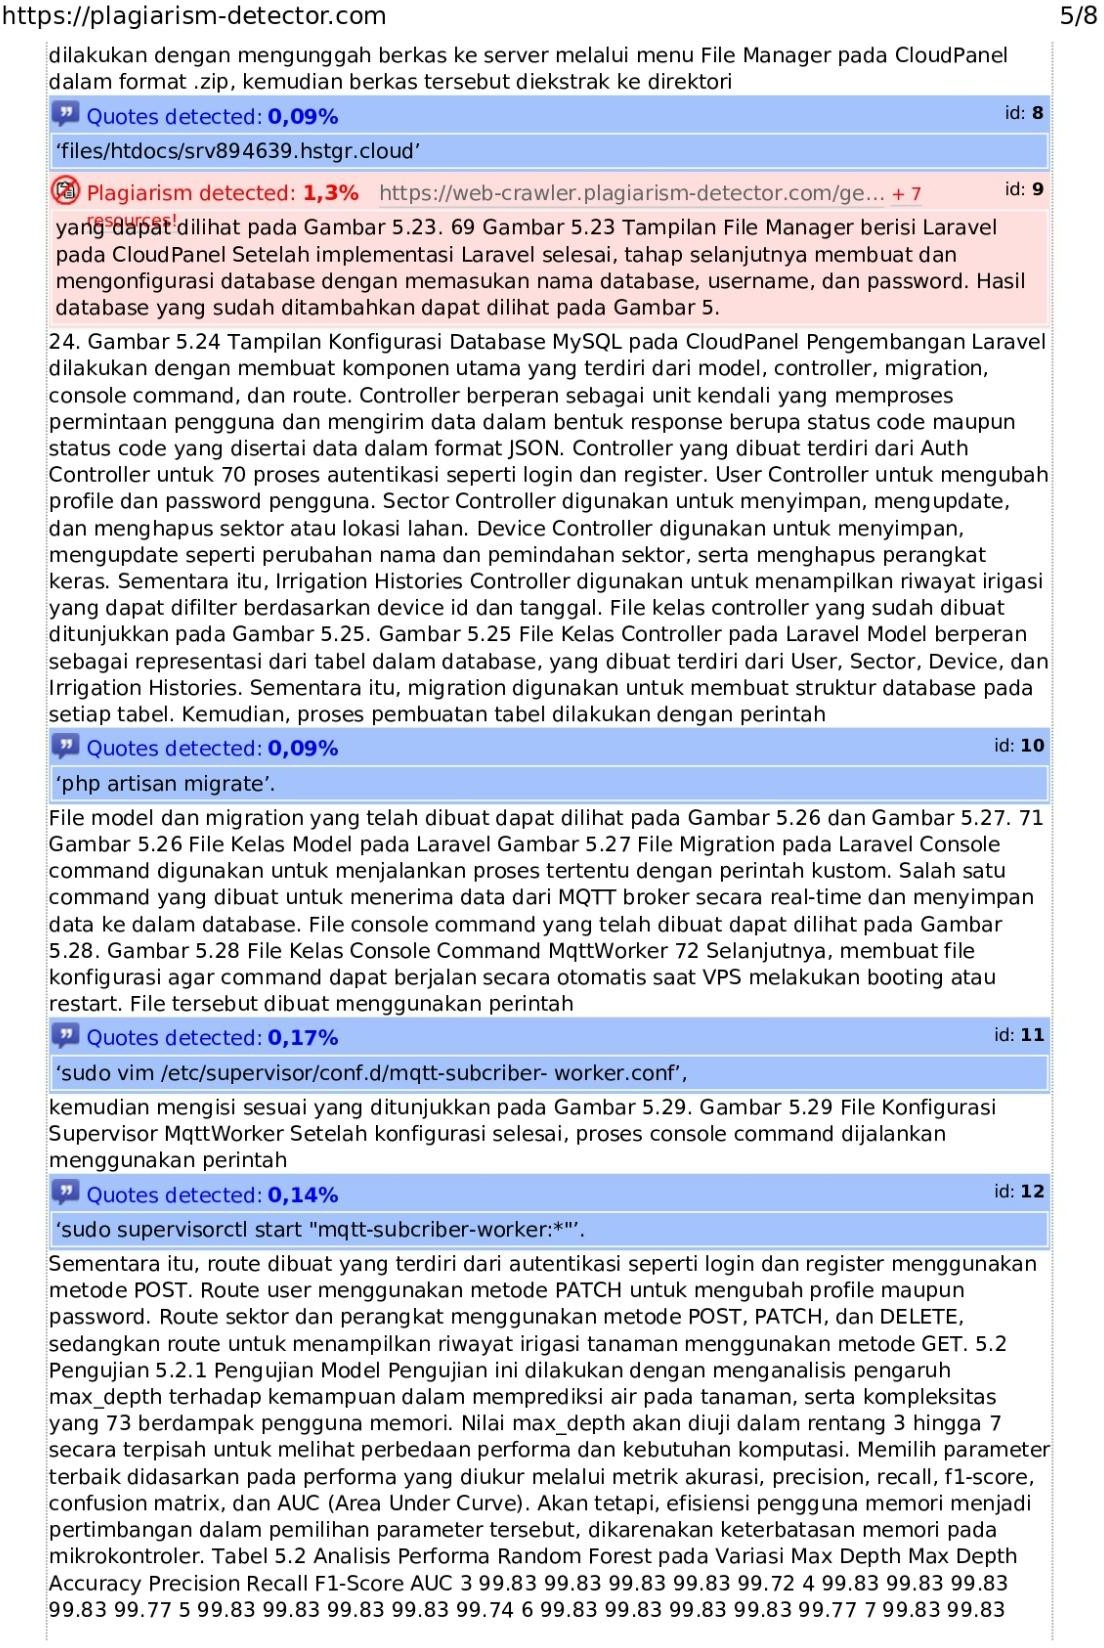 https://plagiarism-detector.com 5/8
dilakukan dengan mengunggah berkas ke server melalui menu File Manager pada CloudPanel
dalam format .zip, kemudian berkas tersebut diekstrak ke direktori
Quotes detected: 0,09% id: 8
‘files/htdocs/srv894639.hstgr.cloud’
Plagiarism detected: 1,3% https://web-crawler.plagiarism-detector.com/ge... + 7 id: 9
resources!
yang dapat dilihat pada Gambar 5.23. 69 Gambar 5.23 Tampilan File Manager berisi Laravel
pada CloudPanel Setelah implementasi Laravel selesai, tahap selanjutnya membuat dan
mengonfigurasi database dengan memasukan nama database, username, dan password. Hasil
database yang sudah ditambahkan dapat dilihat pada Gambar 5.
24. Gambar 5.24 Tampilan Konfigurasi Database MySQL pada CloudPanel Pengembangan Laravel
dilakukan dengan membuat komponen utama yang terdiri dari model, controller, migration,
console command, dan route. Controller berperan sebagai unit kendali yang memproses
permintaan pengguna dan mengirim data dalam bentuk response berupa status code maupun
status code yang disertai data dalam format JSON. Controller yang dibuat terdiri dari Auth
Controller untuk 70 proses autentikasi seperti login dan register. User Controller untuk mengubah
profile dan password pengguna. Sector Controller digunakan untuk menyimpan, mengupdate,
dan menghapus sektor atau lokasi lahan. Device Controller digunakan untuk menyimpan,
mengupdate seperti perubahan nama dan pemindahan sektor, serta menghapus perangkat
keras. Sementara itu, Irrigation Histories Controller digunakan untuk menampilkan riwayat irigasi
yang dapat difilter berdasarkan device id dan tanggal. File kelas controller yang sudah dibuat
ditunjukkan pada Gambar 5.25. Gambar 5.25 File Kelas Controller pada Laravel Model berperan
sebagai representasi dari tabel dalam database, yang dibuat terdiri dari User, Sector, Device, dan
Irrigation Histories. Sementara itu, migration digunakan untuk membuat struktur database pada
setiap tabel. Kemudian, proses pembuatan tabel dilakukan dengan perintah
Quotes detected: 0,09% id: 10
‘php artisan migrate’.
File model dan migration yang telah dibuat dapat dilihat pada Gambar 5.26 dan Gambar 5.27. 71
Gambar 5.26 File Kelas Model pada Laravel Gambar 5.27 File Migration pada Laravel Console
command digunakan untuk menjalankan proses tertentu dengan perintah kustom. Salah satu
command yang dibuat untuk menerima data dari MQTT broker secara real-time dan menyimpan
data ke dalam database. File console command yang telah dibuat dapat dilihat pada Gambar
5.28. Gambar 5.28 File Kelas Console Command MqttWorker 72 Selanjutnya, membuat file
konfigurasi agar command dapat berjalan secara otomatis saat VPS melakukan booting atau
restart. File tersebut dibuat menggunakan perintah
Quotes detected: 0,17% id: 11
‘sudo vim /etc/supervisor/conf.d/mqtt-subcriber- worker.conf’,
kemudian mengisi sesuai yang ditunjukkan pada Gambar 5.29. Gambar 5.29 File Konfigurasi
Supervisor MqttWorker Setelah konfigurasi selesai, proses console command dijalankan
menggunakan perintah
Quotes detected: 0,14% id: 12
‘sudo supervisorctl start "mqtt-subcriber-worker:*"’.
Sementara itu, route dibuat yang terdiri dari autentikasi seperti login dan register menggunakan
metode POST. Route user menggunakan metode PATCH untuk mengubah profile maupun
password. Route sektor dan perangkat menggunakan metode POST, PATCH, dan DELETE,
sedangkan route untuk menampilkan riwayat irigasi tanaman menggunakan metode GET. 5.2
Pengujian 5.2.1 Pengujian Model Pengujian ini dilakukan dengan menganalisis pengaruh
max_depth terhadap kemampuan dalam memprediksi air pada tanaman, serta kompleksitas
yang 73 berdampak pengguna memori. Nilai max_depth akan diuji dalam rentang 3 hingga 7
secara terpisah untuk melihat perbedaan performa dan kebutuhan komputasi. Memilih parameter
terbaik didasarkan pada performa yang diukur melalui metrik akurasi, precision, recall, f1-score,
confusion matrix, dan AUC (Area Under Curve). Akan tetapi, efisiensi pengguna memori menjadi
pertimbangan dalam pemilihan parameter tersebut, dikarenakan keterbatasan memori pada
mikrokontroler. Tabel 5.2 Analisis Performa Random Forest pada Variasi Max Depth Max Depth
Accuracy Precision Recall F1-Score AUC 3 99.83 99.83 99.83 99.83 99.72 4 99.83 99.83 99.83
99.83 99.77 5 99.83 99.83 99.83 99.83 99.74 6 99.83 99.83 99.83 99.83 99.77 7 99.83 99.83